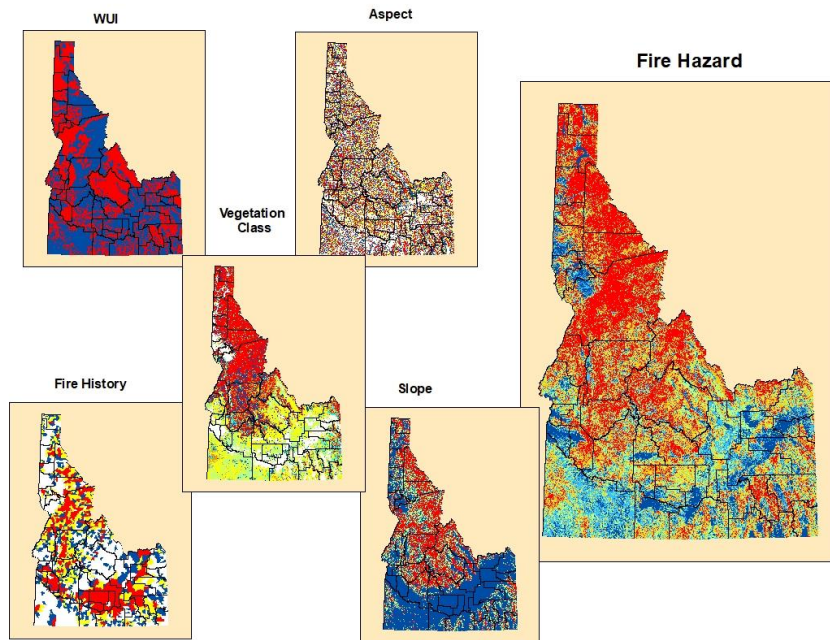 WUI
Aspect
Fire Hazard
Vegetation
Class
Fire History
Slope